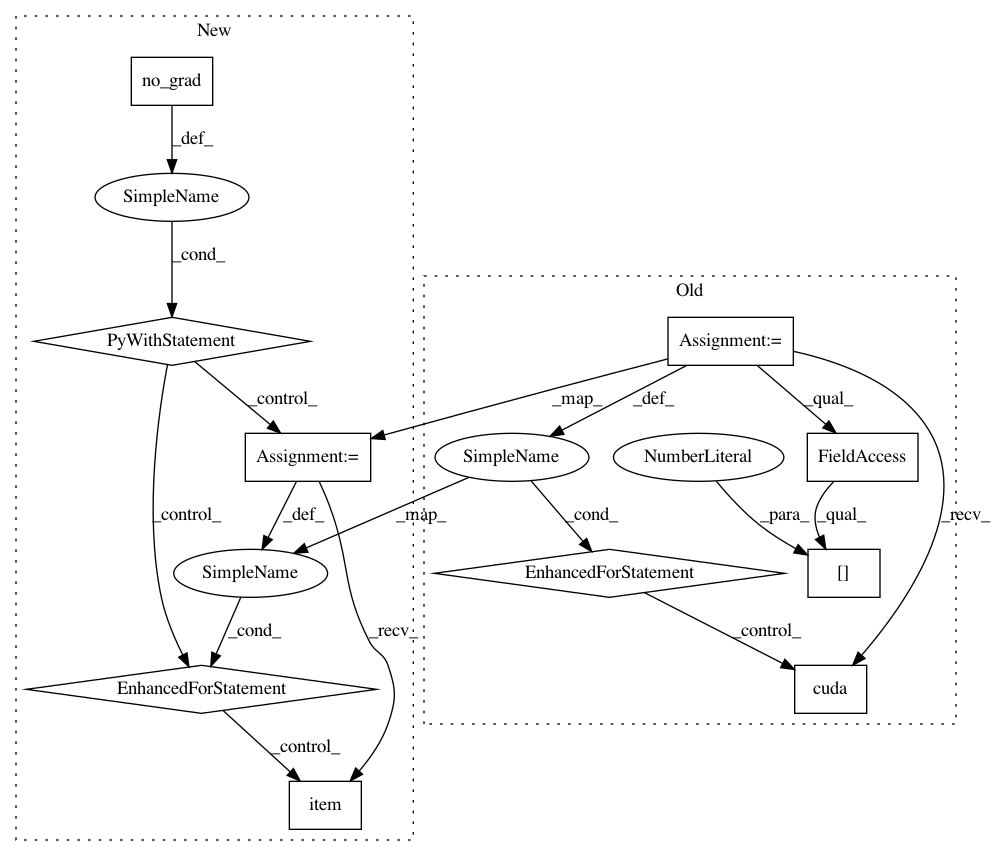 New
no_grad
_def_
SimpleName
_cond_
Old
PyWithStatement
Assignment:=
_control_
_map_
_def_
_qual_
Assignment:=
SimpleName
NumberLiteral
FieldAccess
_control_
_def_
_map_
_cond_
_para_
_qual_
_recv_
SimpleName
EnhancedForStatement
[]
_cond_
_recv_
_control_
EnhancedForStatement
cuda
_control_
item